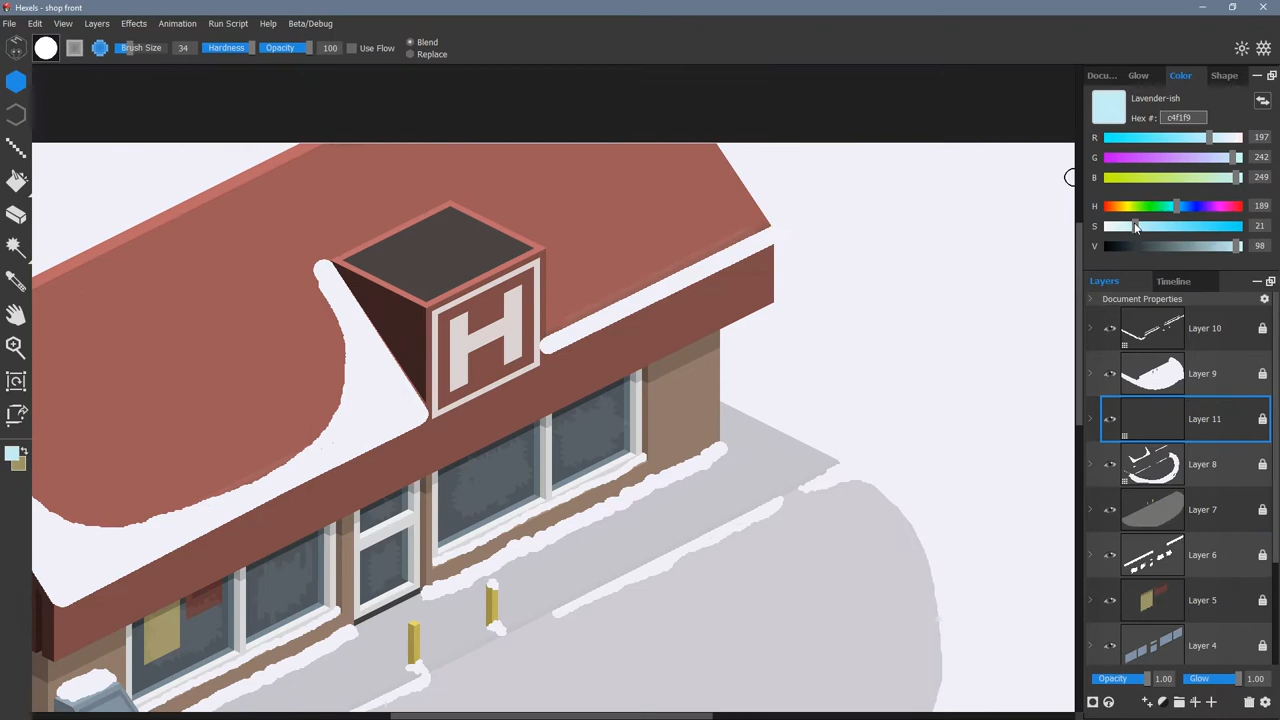 Hexels - shop front
File Edit View Layers Effects Animation Run Script Help Beta/Debug
Brush Size 34 Hardness Opacity 100 Use Flow Blend
Replace
Docu... Glow Color Shape
Lavender-ish
Hex #: c4f1f9
R 197
G 242
B 249
H 189
S 21
V 98
Layers Timeline
Document Properties
Layer 10
Layer 9
Layer 11
Layer 8
Layer 7
Layer 6
Layer 5
Layer 4
Opacity 1.00 Glow 1.00
H